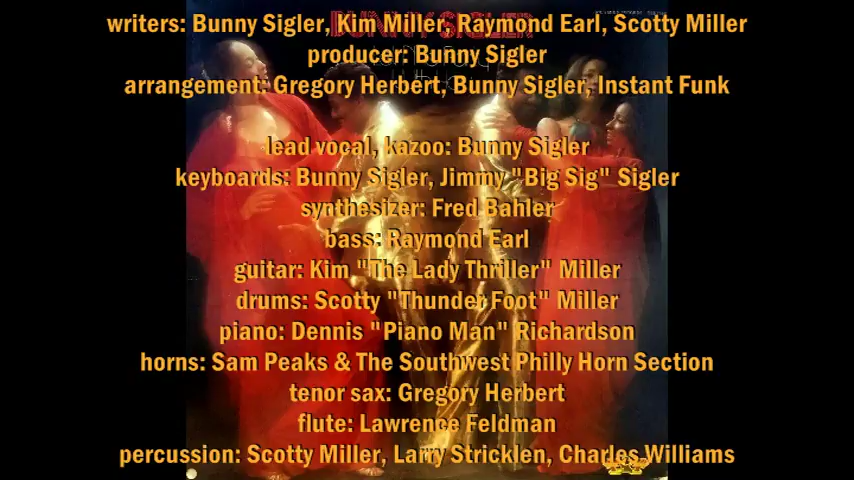 writers: Bunny Sigler, Kim Miller, Raymond Earl, Scotty Miller
BUNNY SIGLER
producer: Bunny Sigler
arrangement: Gregory Herbert, Bunny Sigler, Instant Funk
lead vocal, kazoo: Bunny Sigler
keyboards: Bunny Sigler, Jimmy "Big Sig" Sigler
synthesizer: Fred Bahler
bass: Raymond Earl
guitar: Kim "The Lady Thriller" Miller
drums: Scotty "Thunder Foot" Miller
piano: Dennis "Piano Man" Richardson
horns: Sam Peaks & The Southwest Philly Horn Section
tenor sax: Gregory Herbert
flute: Lawrence Feldman
percussion: Scotty Miller, Larry Stricklen, Charles Williams